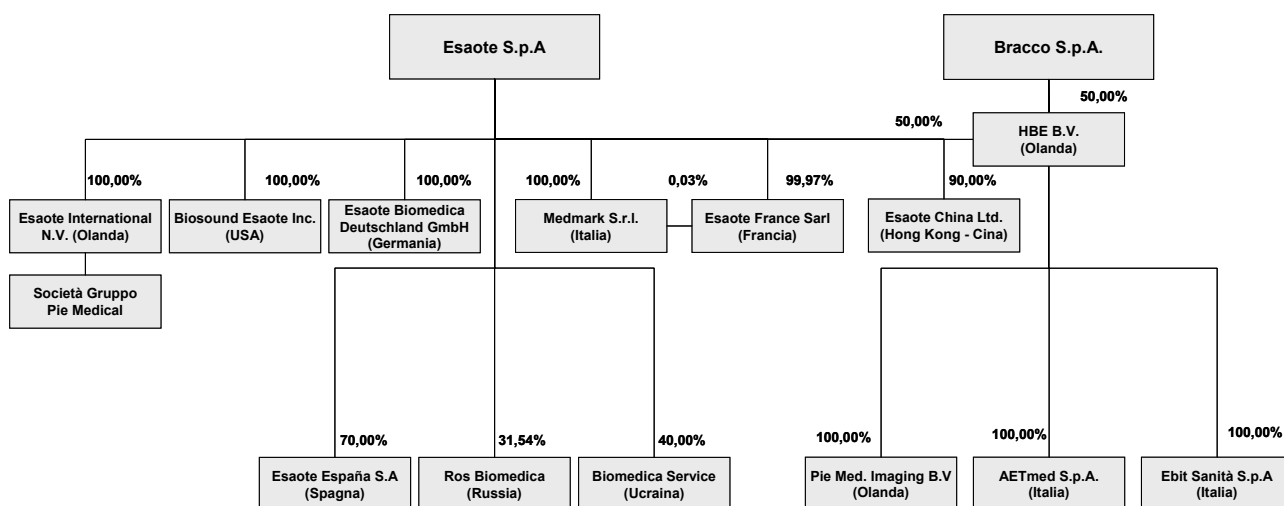 Esaote S.p.A
Bracco S.p.A.
50,00%
50,00%
HBE B.V.
(Olanda)
100,00%
100,00%
100,00%
100,00%
0,03%
99,97%
90,00%
Esaote International
N.V. (Olanda)
Biosound Esaote Inc.
(USA)
Esaote Biomedica
Deutschland GmbH
(Germania)
Medmark S.r.l.
(Italia)
Esaote France Sarl
(Francia)
Esaote China Ltd.
(Hong Kong - Cina)
Società Gruppo
Pie Medical
70,00%
31,54%
40,00%
100,00%
100,00%
100,00%
Esaote España S.A
(Spagna)
Ros Biomedica
(Russia)
Biomedica Service
(Ucraina)
Pie Med. Imaging B.V
(Olanda)
AETmed S.p.A.
(Italia)
Ebit Sanità S.p.A
(Italia)